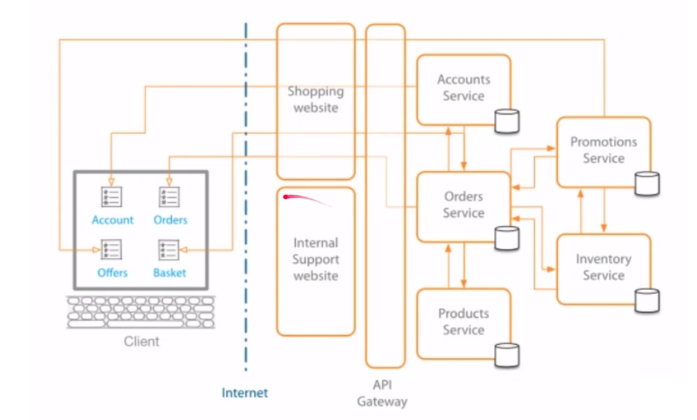 Shopping
website
Accounts
Service
Promotions
Service
Account
Orders
Orders
Service
Internal
Support
website
Offers
Basket
Inventory
Service
Products
Service
Client
Internet
API
Gateway